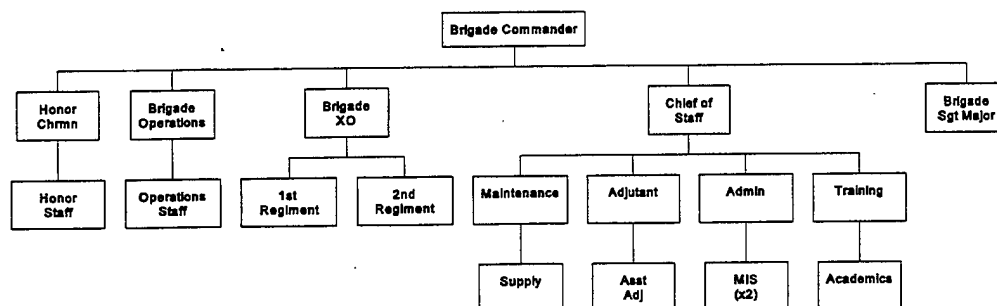 Brigade Commander
Honor
Chrmn
Brigade
Operations
Brigade
XO
Chief of
Staff
Brigade
Sgt Major
Honor
Staff
Operations
Staff
1st
Regiment
2nd
Regiment
Maintenance
Adjutant
Admin
Training
Supply
Asst
Adj
MIS
(x2)
Academics